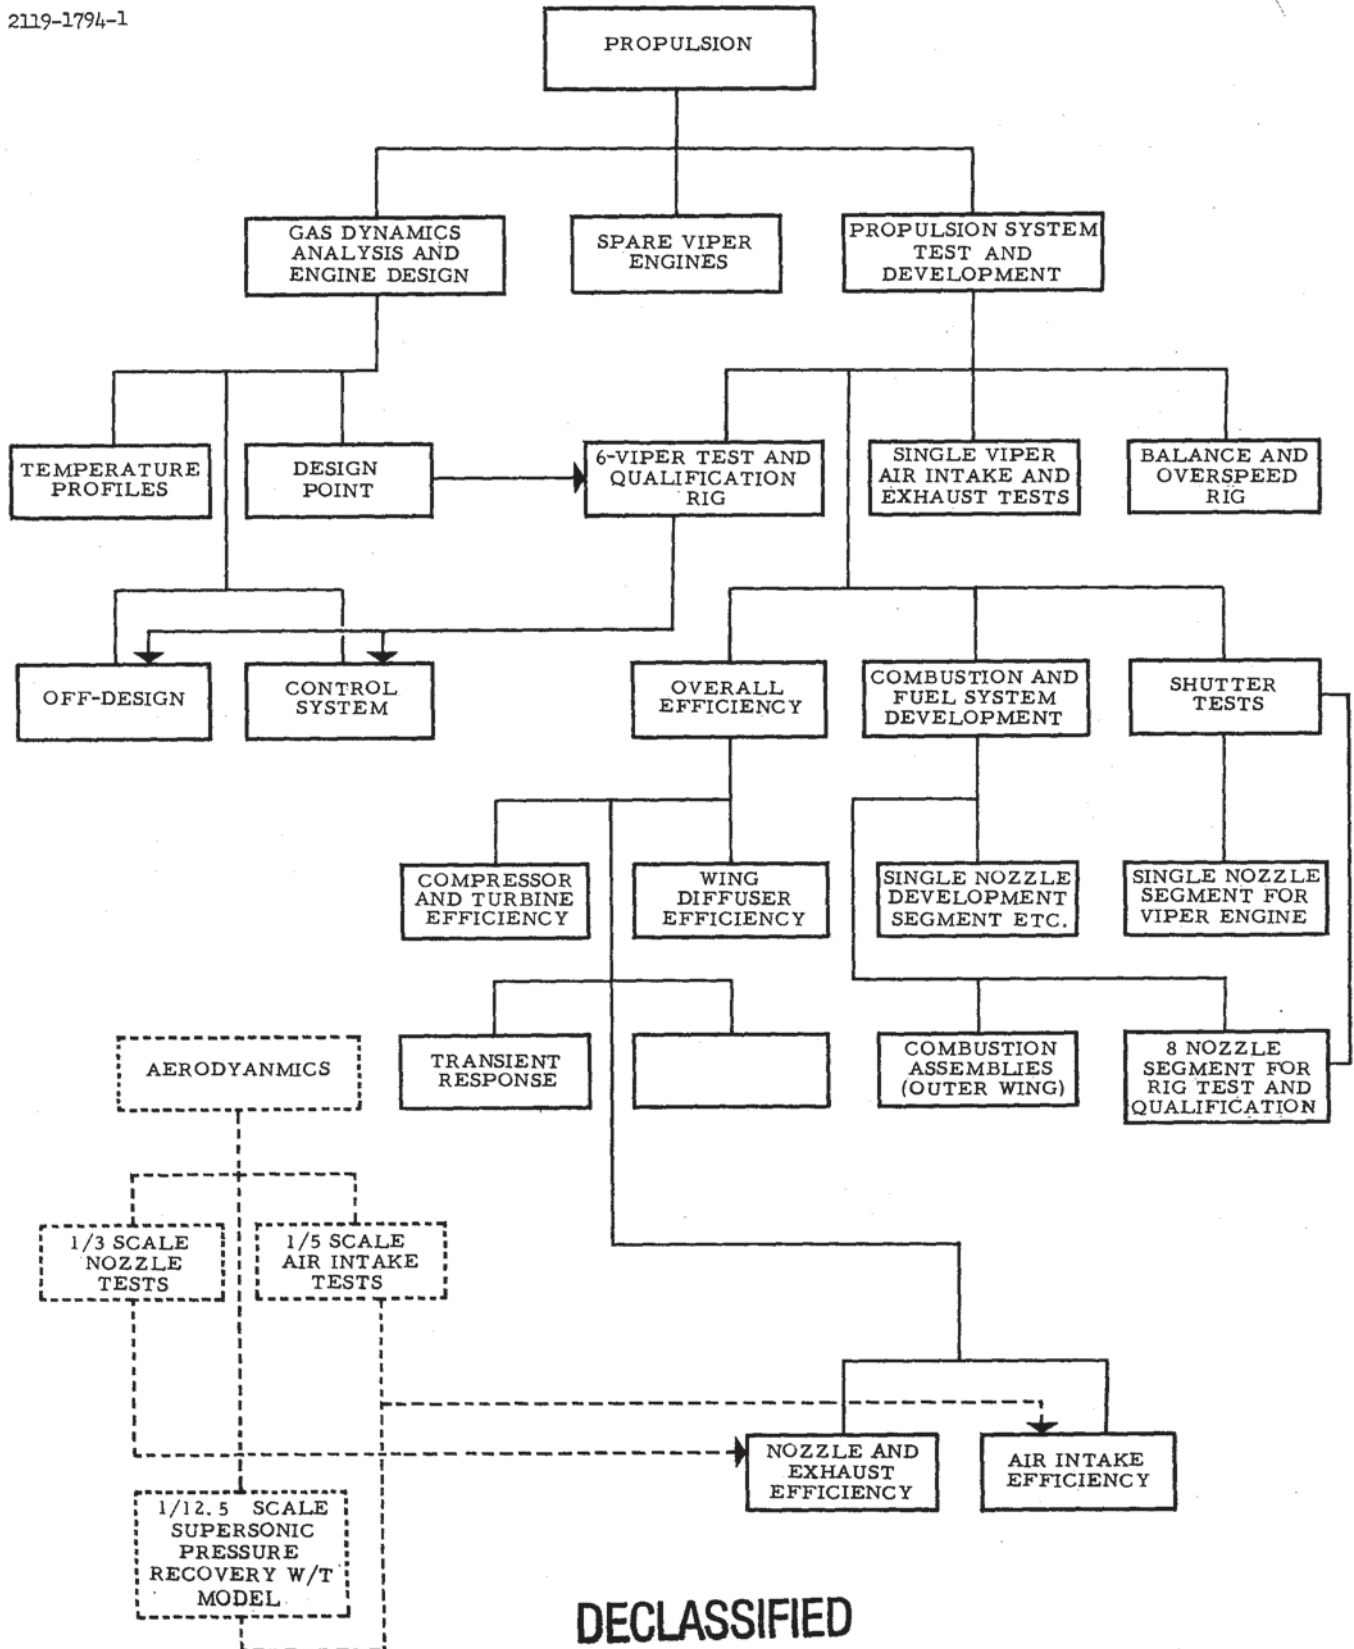 2119-1794-1
PROPULSION
GAS DYNAMICS
ANALYSIS AND
ENGINE DESIGN
SPARE VIPER
ENGINES
PROPULSION SYSTEM
TEST AND
DEVELOPMENT
TEMPERATURE
PROFILES
DESIGN
POINT
6-VIPER TEST AND
QUALIFICATION
RIG
SINGLE VIPER
AIR INTAKE AND
EXHAUST TESTS
BALANCE AND
OVERSPEED
RIG
OFF-DESIGN
CONTROL
SYSTEM
OVERALL
EFFICIENCY
COMBUSTION AND
FUEL SYSTEM
DEVELOPMENT
SHUTTER
TESTS
COMPRESSOR
AND TURBINE
EFFICIENCY
WING
DIFFUSER
EFFICIENCY
SINGLE NOZZLE
DEVELOPMENT
SEGMENT ETC.
SINGLE NOZZLE
SEGMENT FOR
VIPER ENGINE
TRANSIENT
RESPONSE
COMBUSTION
ASSEMBLIES
(OUTER WING)
8 NOZZLE
SEGMENT FOR
RIG TEST AND
QUALIFICATION
AERODYANMICS
1/3 SCALE
NOZZLE
TESTS
1/5 SCALE
AIR INTAKE
TESTS
NOZZLE AND
EXHAUST
EFFICIENCY
AIR INTAKE
EFFICIENCY
1/12.5 SCALE
SUPERSONIC
PRESSURE
RECOVERY W/T
MODEL
DECLASSIFIED